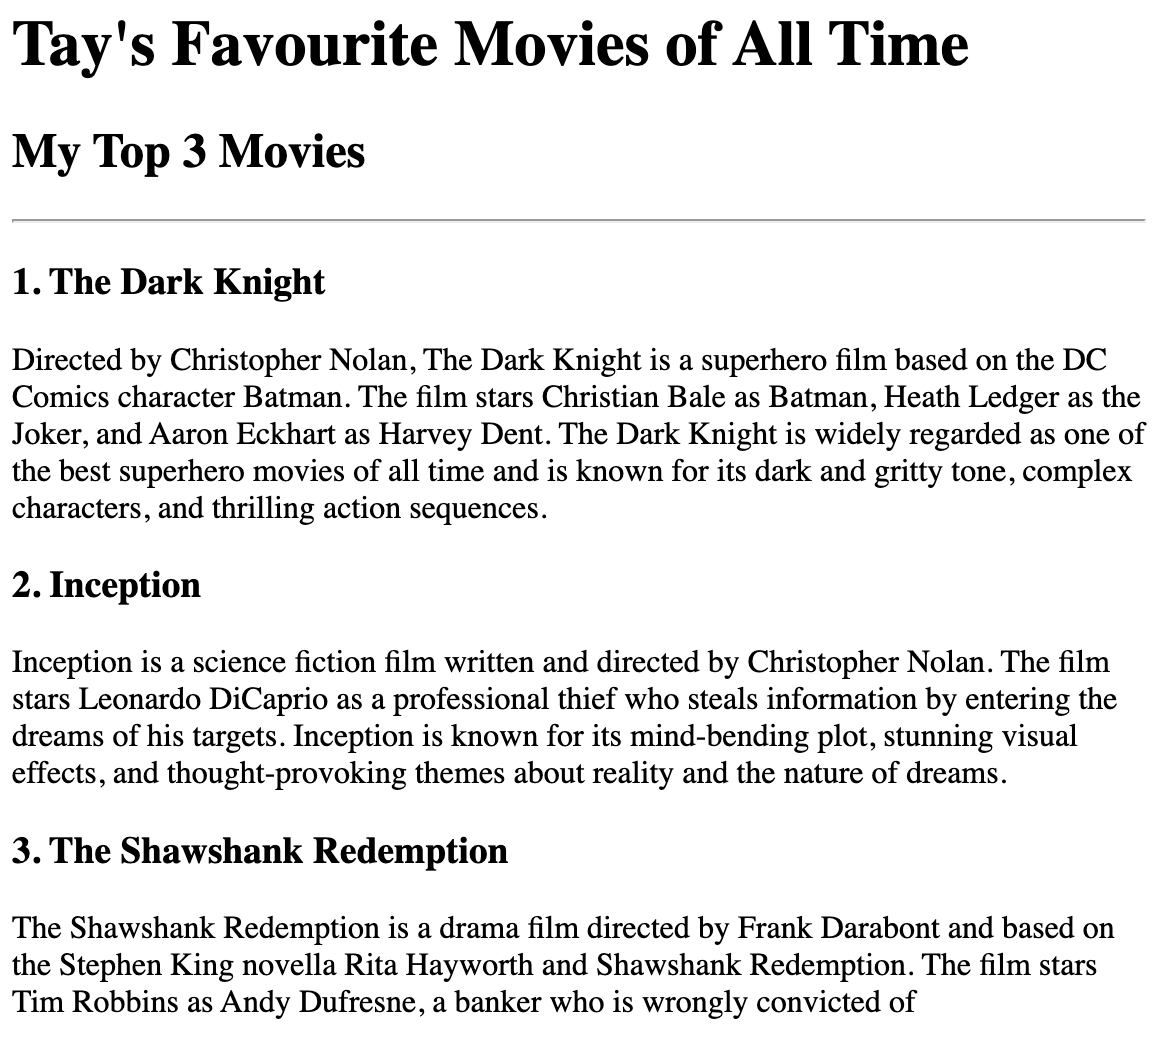 Tay's Favourite Movies of All Time
My Top 3 Movies
1. The Dark Knight
Directed by Christopher Nolan, The Dark Knight is a superhero film based on the DC
Comics character Batman. The film stars Christian Bale as Batman, Heath Ledger as the
Joker, and Aaron Eckhart as Harvey Dent. The Dark Knight is widely regarded as one of
the best superhero movies of all time and is known for its dark and gritty tone, complex
characters, and thrilling action sequences.
2. Inception
Inception is a science fiction film written and directed by Christopher Nolan. The film
stars Leonardo DiCaprio as a professional thief who steals information by entering the
dreams of his targets. Inception is known for its mind-bending plot, stunning visual
effects, and thought-provoking themes about reality and the nature of dreams.
3. The Shawshank Redemption
The Shawshank Redemption is a drama film directed by Frank Darabont and based on
the Stephen King novella Rita Hayworth and Shawshank Redemption. The film stars
Tim Robbins as Andy Dufresne, a banker who is wrongly convicted of